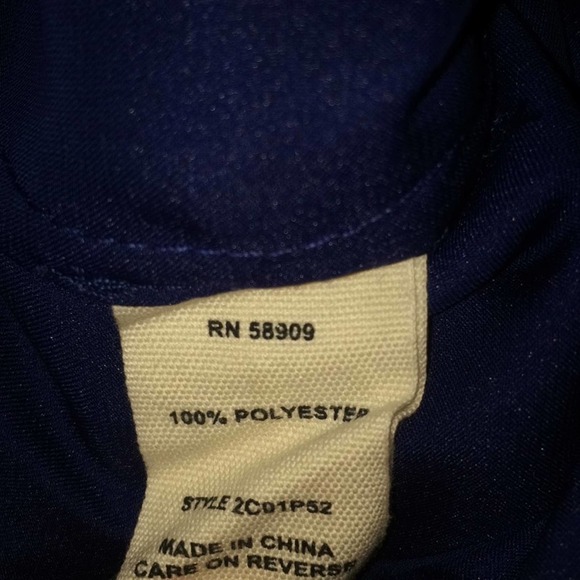 RN 58909
100% POLYESTER
STYLE 2C01P52
MADE IN CHINA
CARE ON REVERSE